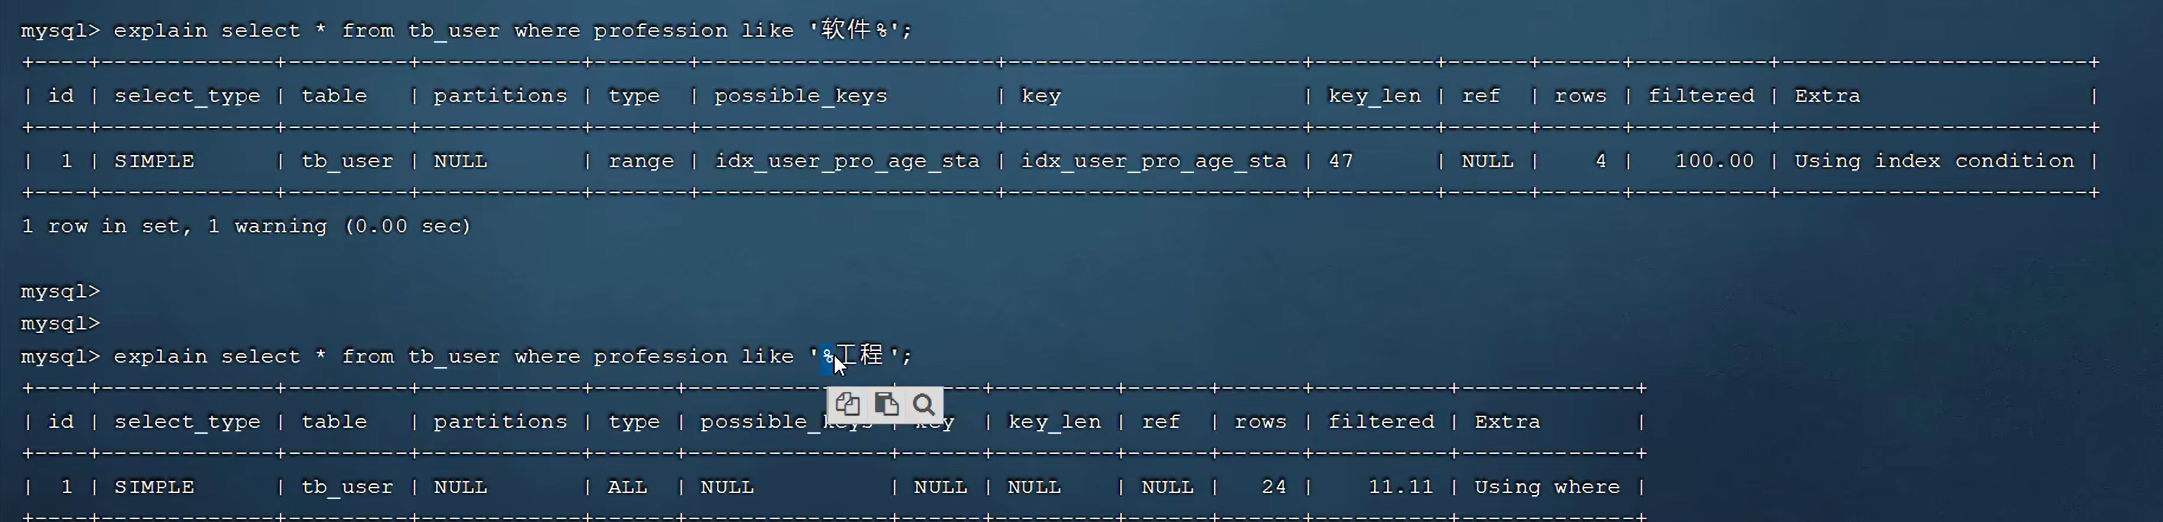 mysql> explain select * from tb_user where profession like '软件%';
+----+-------------+---------+------------+-------+----------------------+----------------------+---------+------+------+----------+-----------------------+
| id | select_type | table   | partitions | type  | possible_keys        | key                  | key_len | ref  | rows | filtered | Extra                 |
+----+-------------+---------+------------+-------+----------------------+----------------------+---------+------+------+----------+-----------------------+
|  1 | SIMPLE      | tb_user | NULL       | range | idx_user_pro_age_sta | idx_user_pro_age_sta | 47      | NULL |    4 |   100.00 | Using index condition |
+----+-------------+---------+------------+-------+----------------------+----------------------+---------+------+------+----------+-----------------------+
1 row in set, 1 warning (0.00 sec)
mysql>
mysql>
mysql> explain select * from tb_user where profession like '%工程';
+----+-------------+---------+------------+------+---------------+------+---------+------+------+----------+-------------+
| id | select_type | table   | partitions | type | possible_keys | key  | key_len | ref  | rows | filtered | Extra       |
+----+-------------+---------+------------+------+---------------+------+---------+------+------+----------+-------------+
|  1 | SIMPLE      | tb_user | NULL       | ALL  | NULL          | NULL | NULL    | NULL |   24 |    11.11 | Using where |
+----+-------------+---------+------------+------+---------------+------+---------+------+------+----------+-------------+